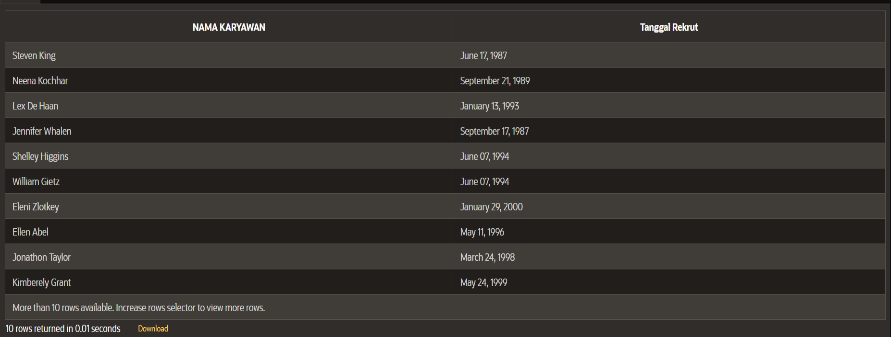 NAMA KARYAWAN Tanggal Rekrut
Steven King June 17, 1987
Neena Kochhar September 21, 1989
Lex De Haan January 13, 1993
Jennifer Whalen September 17, 1987
Shelley Higgins June 07, 1994
William Gietz June 07, 1994
Eleni Zlotkey January 29, 2000
Ellen Abel May 11, 1996
Jonathon Taylor March 24, 1998
Kimberely Grant May 24, 1999
More than 10 rows available. Increase rows selector to view more rows.
10 rows returned in 0.01 seconds Download